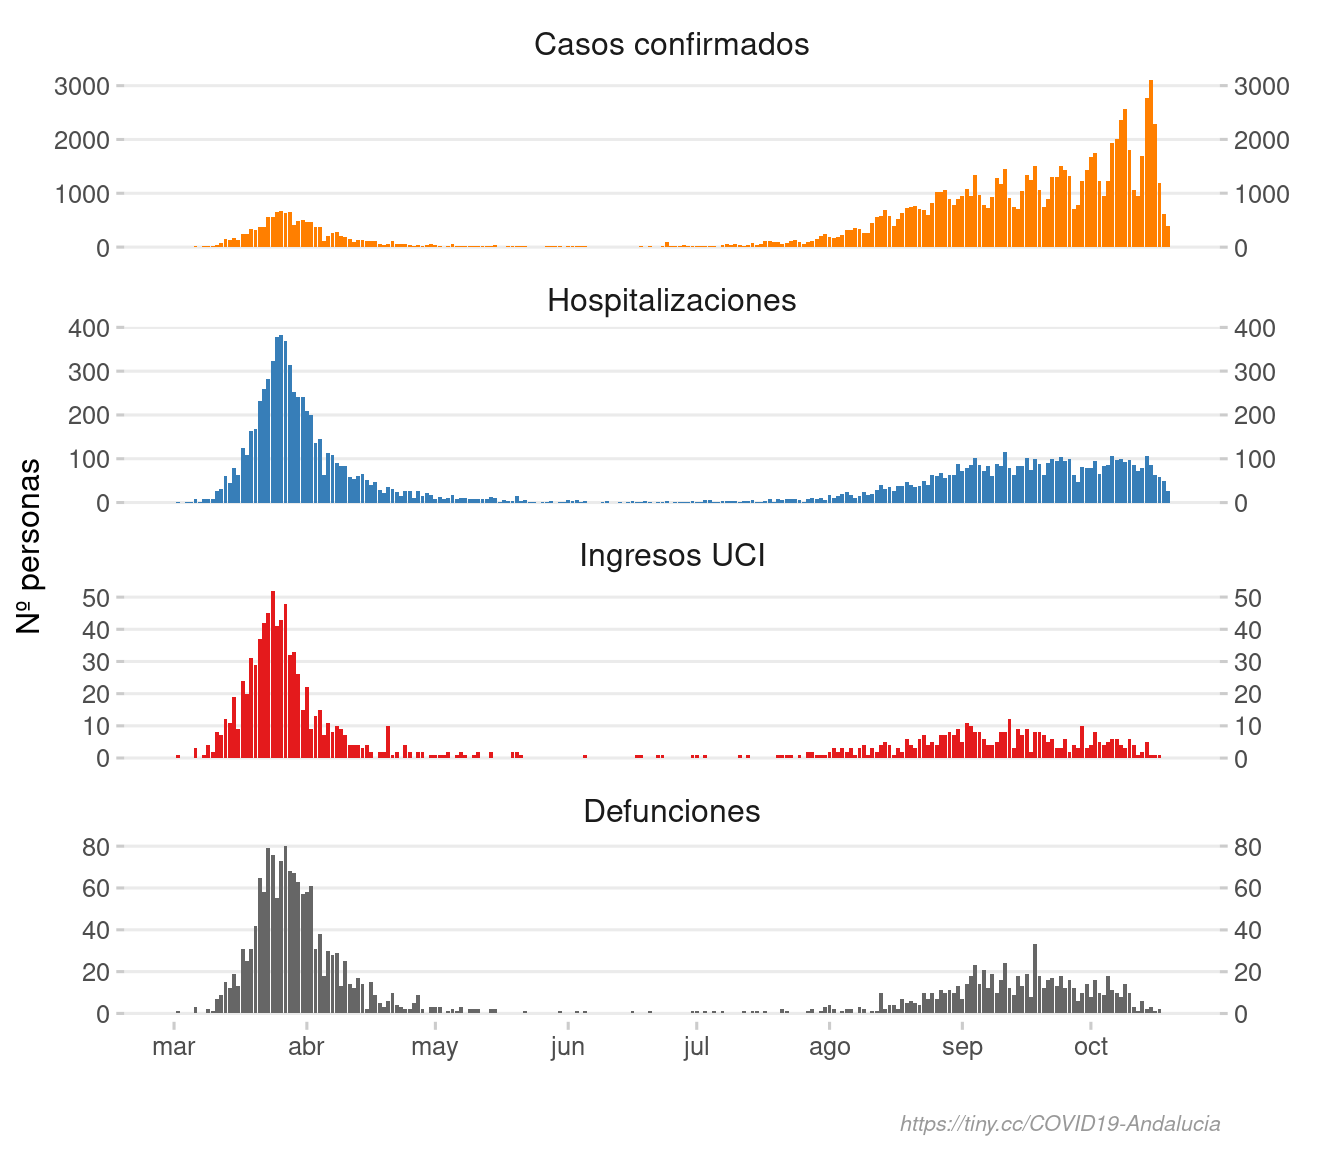 Casos confirmados
3000 3000
2000 2000
1000 1000
0 0
Hospitalizaciones
400 400
300 300
200 200
100 100
0 0
Nº personas
Ingresos UCI
50 50
40 40
30 30
20 20
10 10
0 0
Defunciones
80 80
60 60
40 40
20 20
0 0
mar abr may jun jul ago sep oct
https://tiny.cc/COVID19-Andalucia